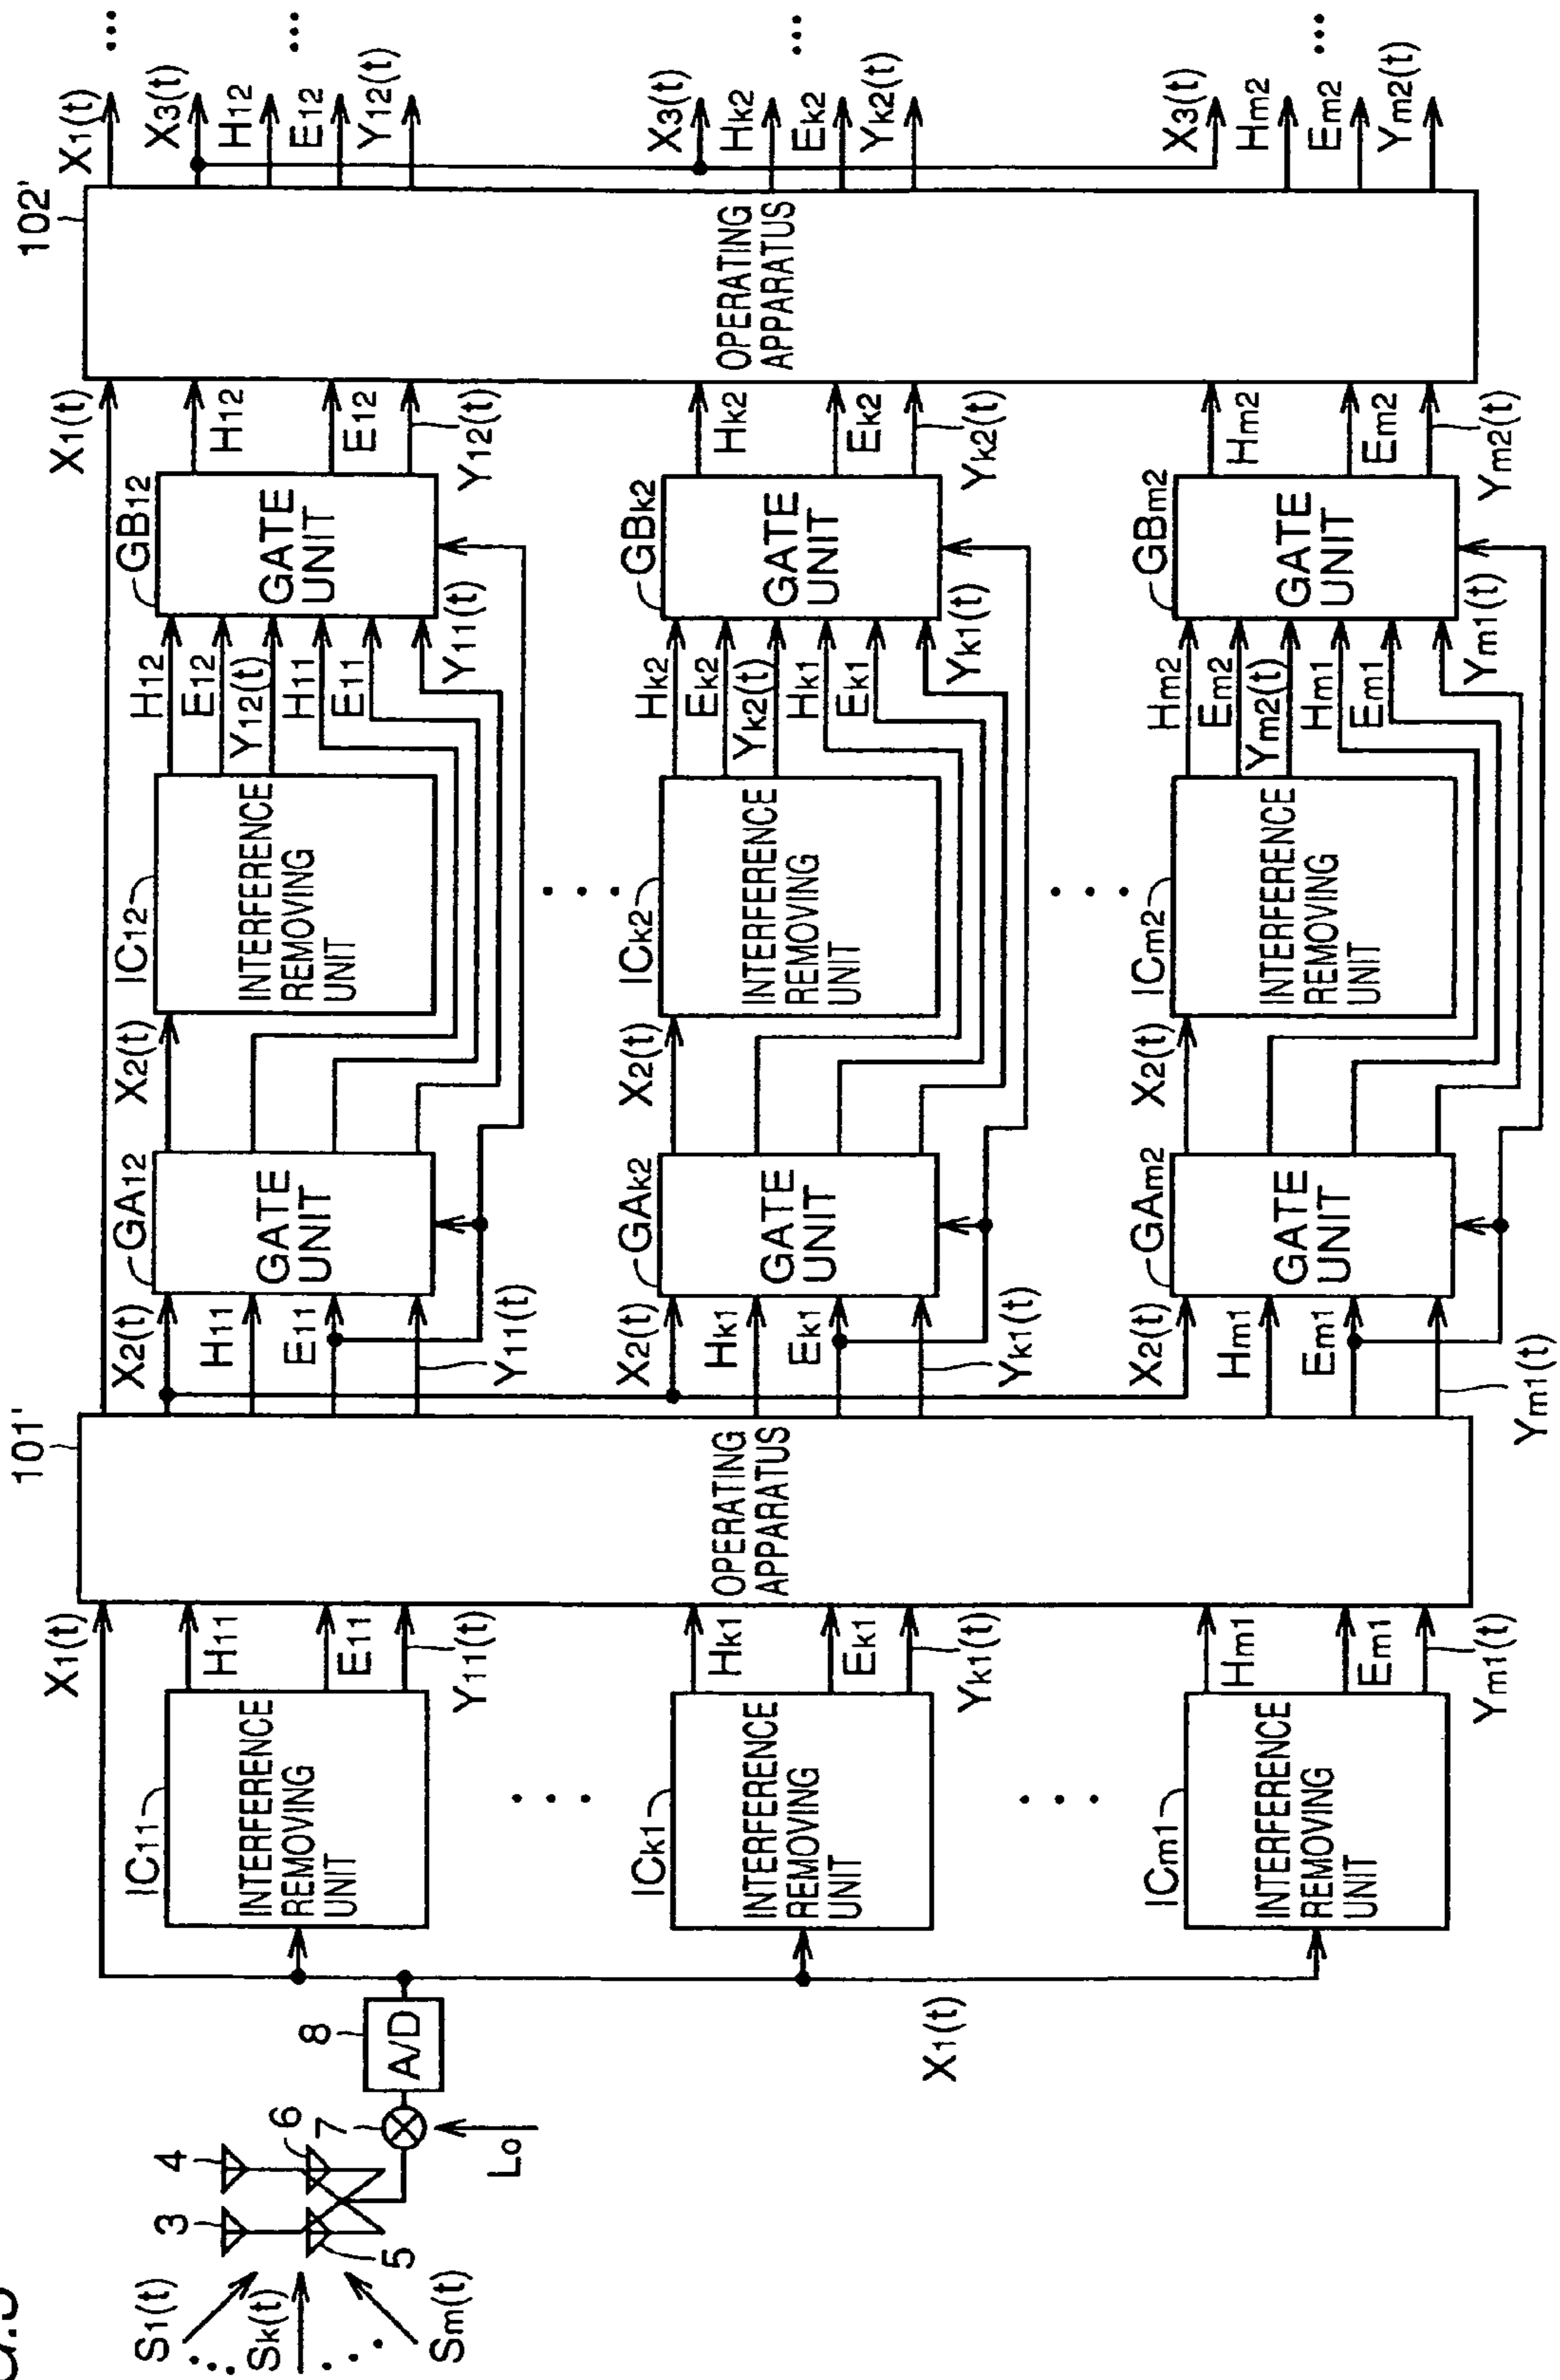 S1(t)
Sk(t)
Sm(t)
3
4
5
6
7
Lo
8
A/D
X1(t)
X1(t)
IC11
INTERFERENCE
REMOVING
UNIT
H11
E11
Y11(t)
ICk1
INTERFERENCE
REMOVING
UNIT
Hk1
Ek1
Yk1(t)
ICm1
INTERFERENCE
REMOVING
UNIT
Hm1
Em1
Ym1(t)
101'
OPERATING
APPARATUS
X2(t)
H11
E11
Y11(t)
GA12
GATE
UNIT
X2(t)
Hk1
Ek1
Yk1(t)
GAk2
GATE
UNIT
X2(t)
Hm1
Em1
Ym1(t)
GAm2
GATE
UNIT
X2(t)
IC12
INTERFERENCE
REMOVING
UNIT
H12
E12
Y12(t)
H11
E11
Y11(t)
X2(t)
ICk2
INTERFERENCE
REMOVING
UNIT
Hk2
Ek2
Yk2(t)
Hk1
Ek1
Yk1(t)
X2(t)
ICm2
INTERFERENCE
REMOVING
UNIT
Hm2
Em2
Ym2(t)
Hm1
Em1
Ym1(t)
GB12
GATE
UNIT
X1(t)
H12
E12
Y12(t)
GBk2
GATE
UNIT
Hk2
Ek2
Yk2(t)
GBm2
GATE
UNIT
Hm2
Em2
Ym2(t)
102'
OPERATING
APPARATUS
X1(t)
X3(t)
H12
E12
Y12(t)
X3(t)
Hk2
Ek2
Yk2(t)
X3(t)
Hm2
Em2
Ym2(t)